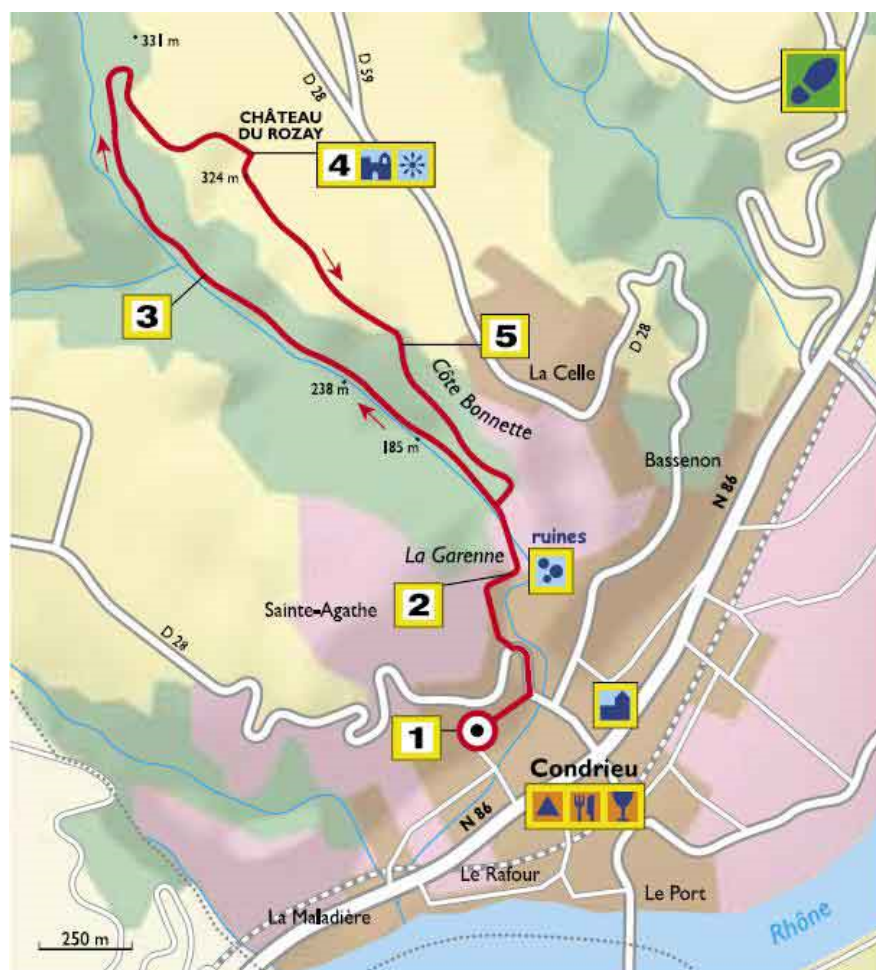 331 m
D 28
D 59
CHÂTEAU
DU ROZAY
4
324 m
3
5
La Celle
D 28
Côte Bonnette
238 m
185 m
Bassenon
N 86
ruines
La Garenne
2
Sainte-Agathe
D 28
1
Condrieu
N 86
Le Rafour
Le Port
La Maladière
Rhône
250 m